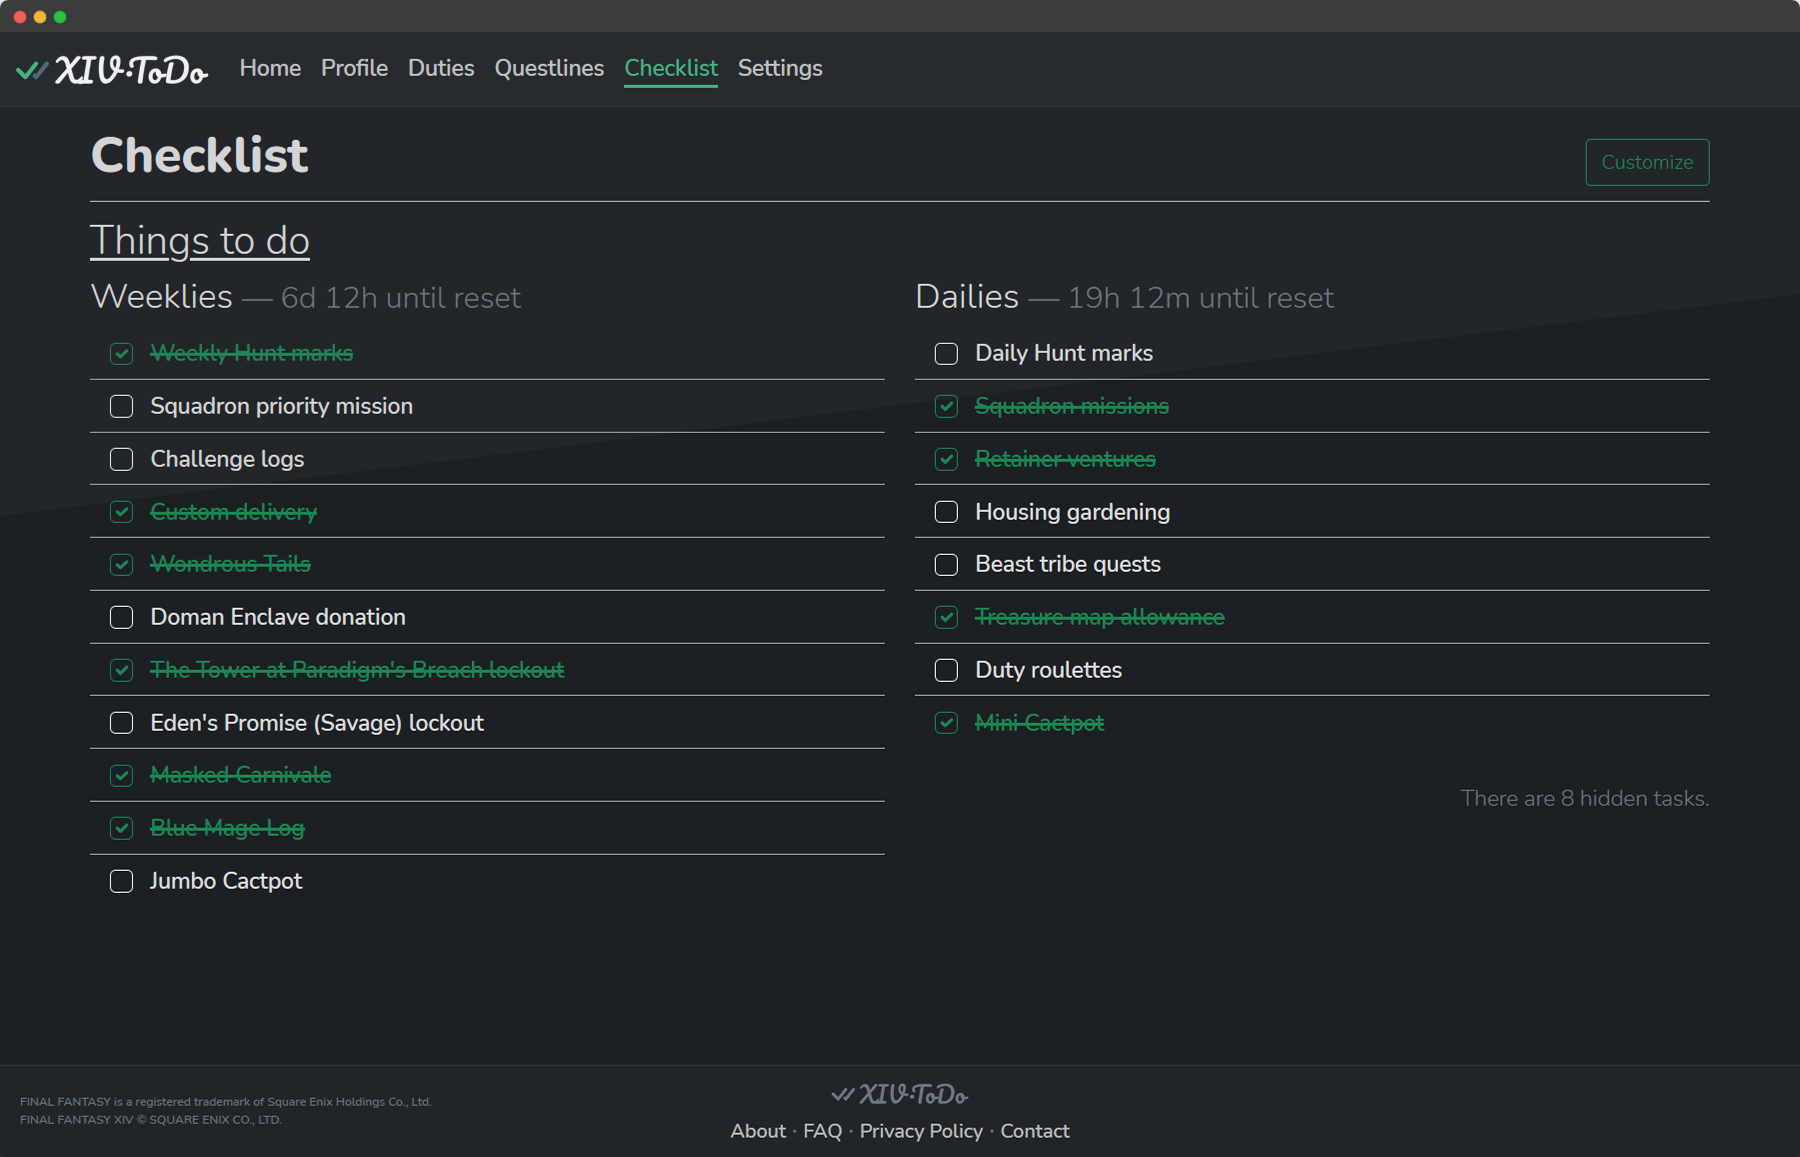 XIV·ToDo Home Profile Duties Questlines Checklist Settings
Checklist
Customize
Things to do
Weeklies — 6d 12h until reset
Weekly Hunt marks
Squadron priority mission
Challenge logs
Custom delivery
Wondrous Tails
Doman Enclave donation
The Tower at Paradigm's Breach lockout
Eden's Promise (Savage) lockout
Masked Carnivale
Blue Mage Log
Jumbo Cactpot
Dailies — 19h 12m until reset
Daily Hunt marks
Squadron missions
Retainer ventures
Housing gardening
Beast tribe quests
Treasure map allowance
Duty roulettes
Mini Cactpot
There are 8 hidden tasks.
FINAL FANTASY is a registered trademark of Square Enix Holdings Co., Ltd.
FINAL FANTASY XIV © SQUARE ENIX CO., LTD.
XIV·ToDo
About · FAQ · Privacy Policy · Contact